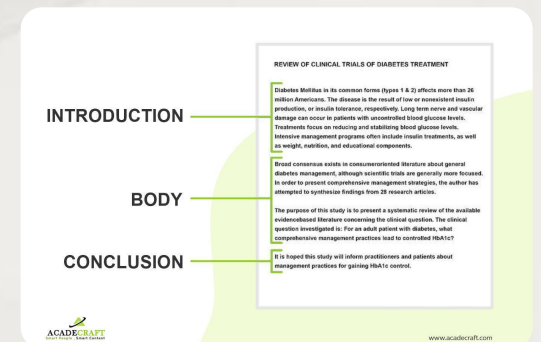 REVIEW OF CLINICAL TRIALS OF DIABETES TREATMENT
INTRODUCTION
Diabetes Mellitus in its common forms (types 1 & 2) affects more than 26
million Americans. The disease is the result of low or nonexistent insulin
production, or insulin tolerance, respectively. Long term nerve and vascular
damage can occur in patients with uncontrolled blood glucose levels.
Treatments focus on reducing and stabilizing blood glucose levels.
Intensive management programs often include insulin treatments, as well
as weight, nutrition, and educational components.
BODY
Broad consensus exists in consumeroriented literature about general
diabetes management, although scientific trials are generally more focused.
In order to present comprehensive management strategies, the author has
attempted to synthesize findings from 28 research articles.
The purpose of this study is to present a systematic review of the available
evidencebased literature concerning the clinical question. The clinical
question investigated is: For an adult patient with diabetes, what
comprehensive management practices lead to controlled HbA1c?
CONCLUSION
It is hoped this study will inform practitioners and patients about
management practices for gaining HbA1c control.
ACADECRAFT
Smart People . Smart Content
www.acadecraft.com